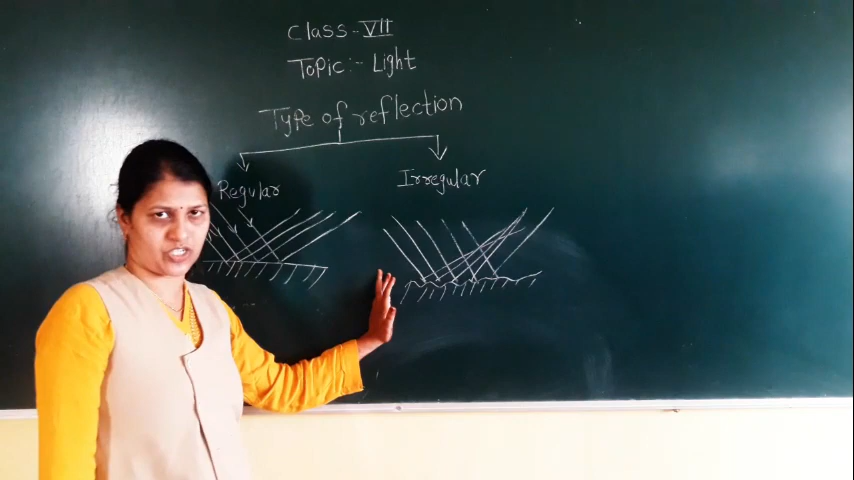 Class-VII
Topic:- Light
Type of reflection
Regular
Irregular